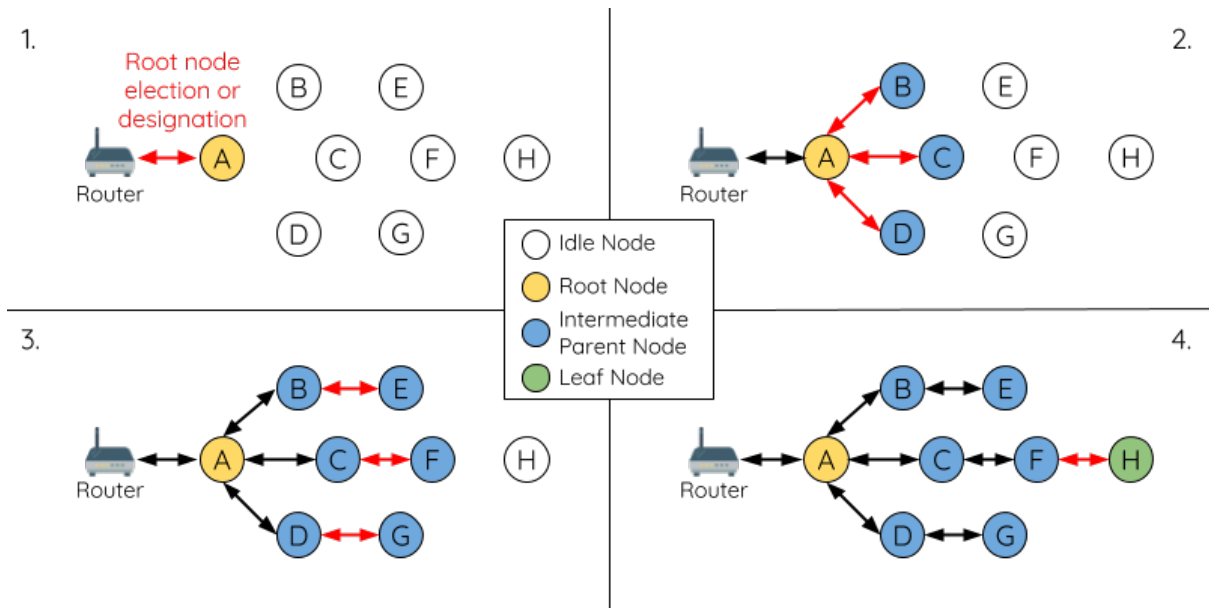 1.
Root node
election or
designation
B
E
A
C
F
H
Router
D
G
2.
B
E
A
C
F
H
Router
D
G
Idle Node
Root Node
Intermediate
Parent Node
Leaf Node
3.
B
E
A
C
F
H
Router
D
G
4.
B
E
A
C
F
H
Router
D
G